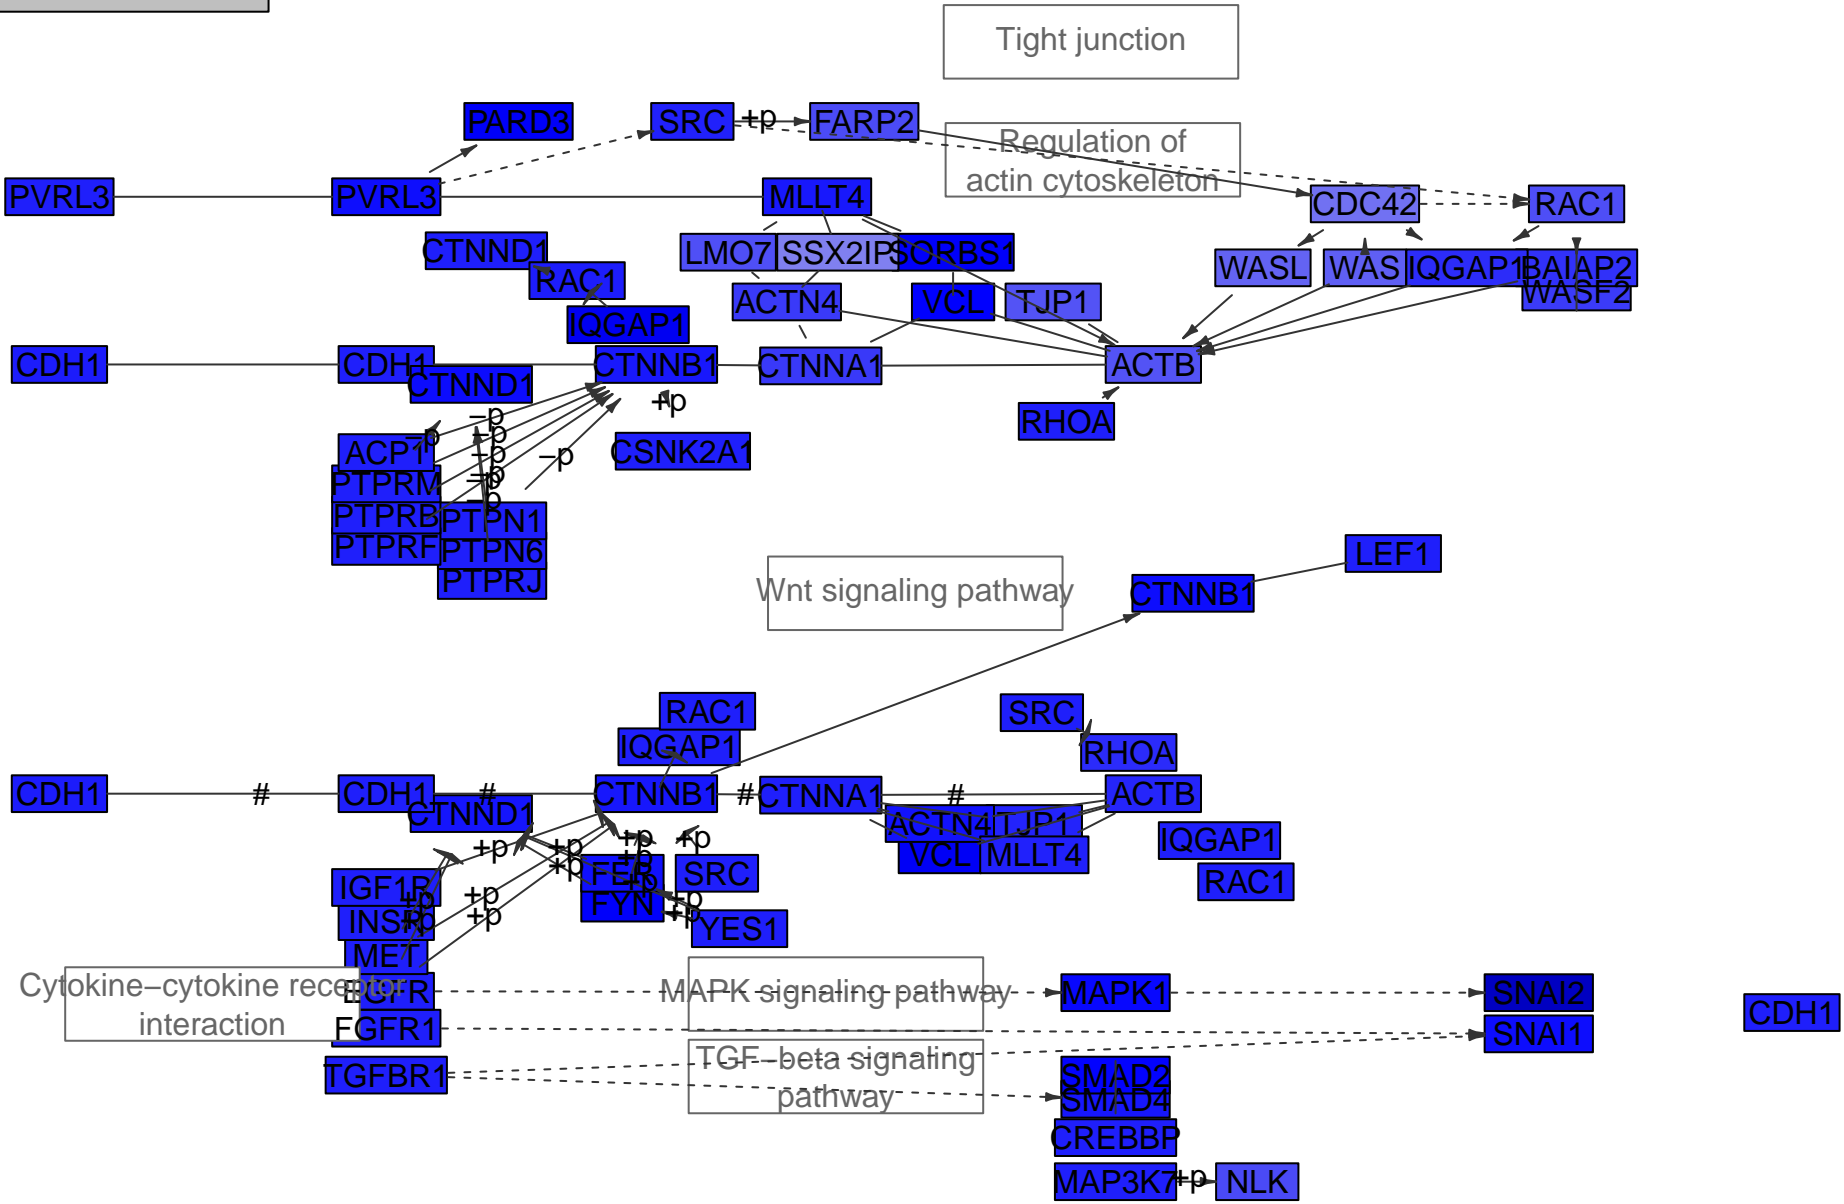 Tight junction
PARD3
SRC
+p
FARP2
Regulation of
actin cytoskeleton
PVRL3
PVRL3
MLLT4
CDC42
RAC1
CTNND1
LMO7
SSX2IP
SORBS1
WASL
WAS
IQGAP1
BAIAP2
RAC1
WASF2
ACTN4
VCL
TJP1
IQGAP1
CDH1
CDH1
CTNNB1
CTNNA1
ACTB
CTNND1
+p
−p
RHOA
−p
−p
ACP1
−p
−p
CSNK2A1
−p
PTPRM
−p
−p
PTPRB
PTPN1
PTPRF
PTPN6
LEF1
PTPRJ
Wnt signaling pathway
CTNNB1
RAC1
SRC
IQGAP1
RHOA
CDH1
#
CDH1
#
CTNNB1
#
CTNNA1
#
ACTB
CTNND1
ACTN4
TJP1
+p
+p
+p
+p
IQGAP1
+p
+p
VCL
MLLT4
FER
SRC
IGF1R
+p
+p
RAC1
+p
+p
FYN
+p
INSR
+p
+p
+p
YES1
MET
Cytokine−cytokine receptor
interaction
EGFR
MAPK signaling pathway
MAPK1
SNAI2
CDH1
FGFR1
SNAI1
TGF−beta signaling
pathway
TGFBR1
SMAD2
SMAD4
CREBBP
MAP3K7
+p
NLK